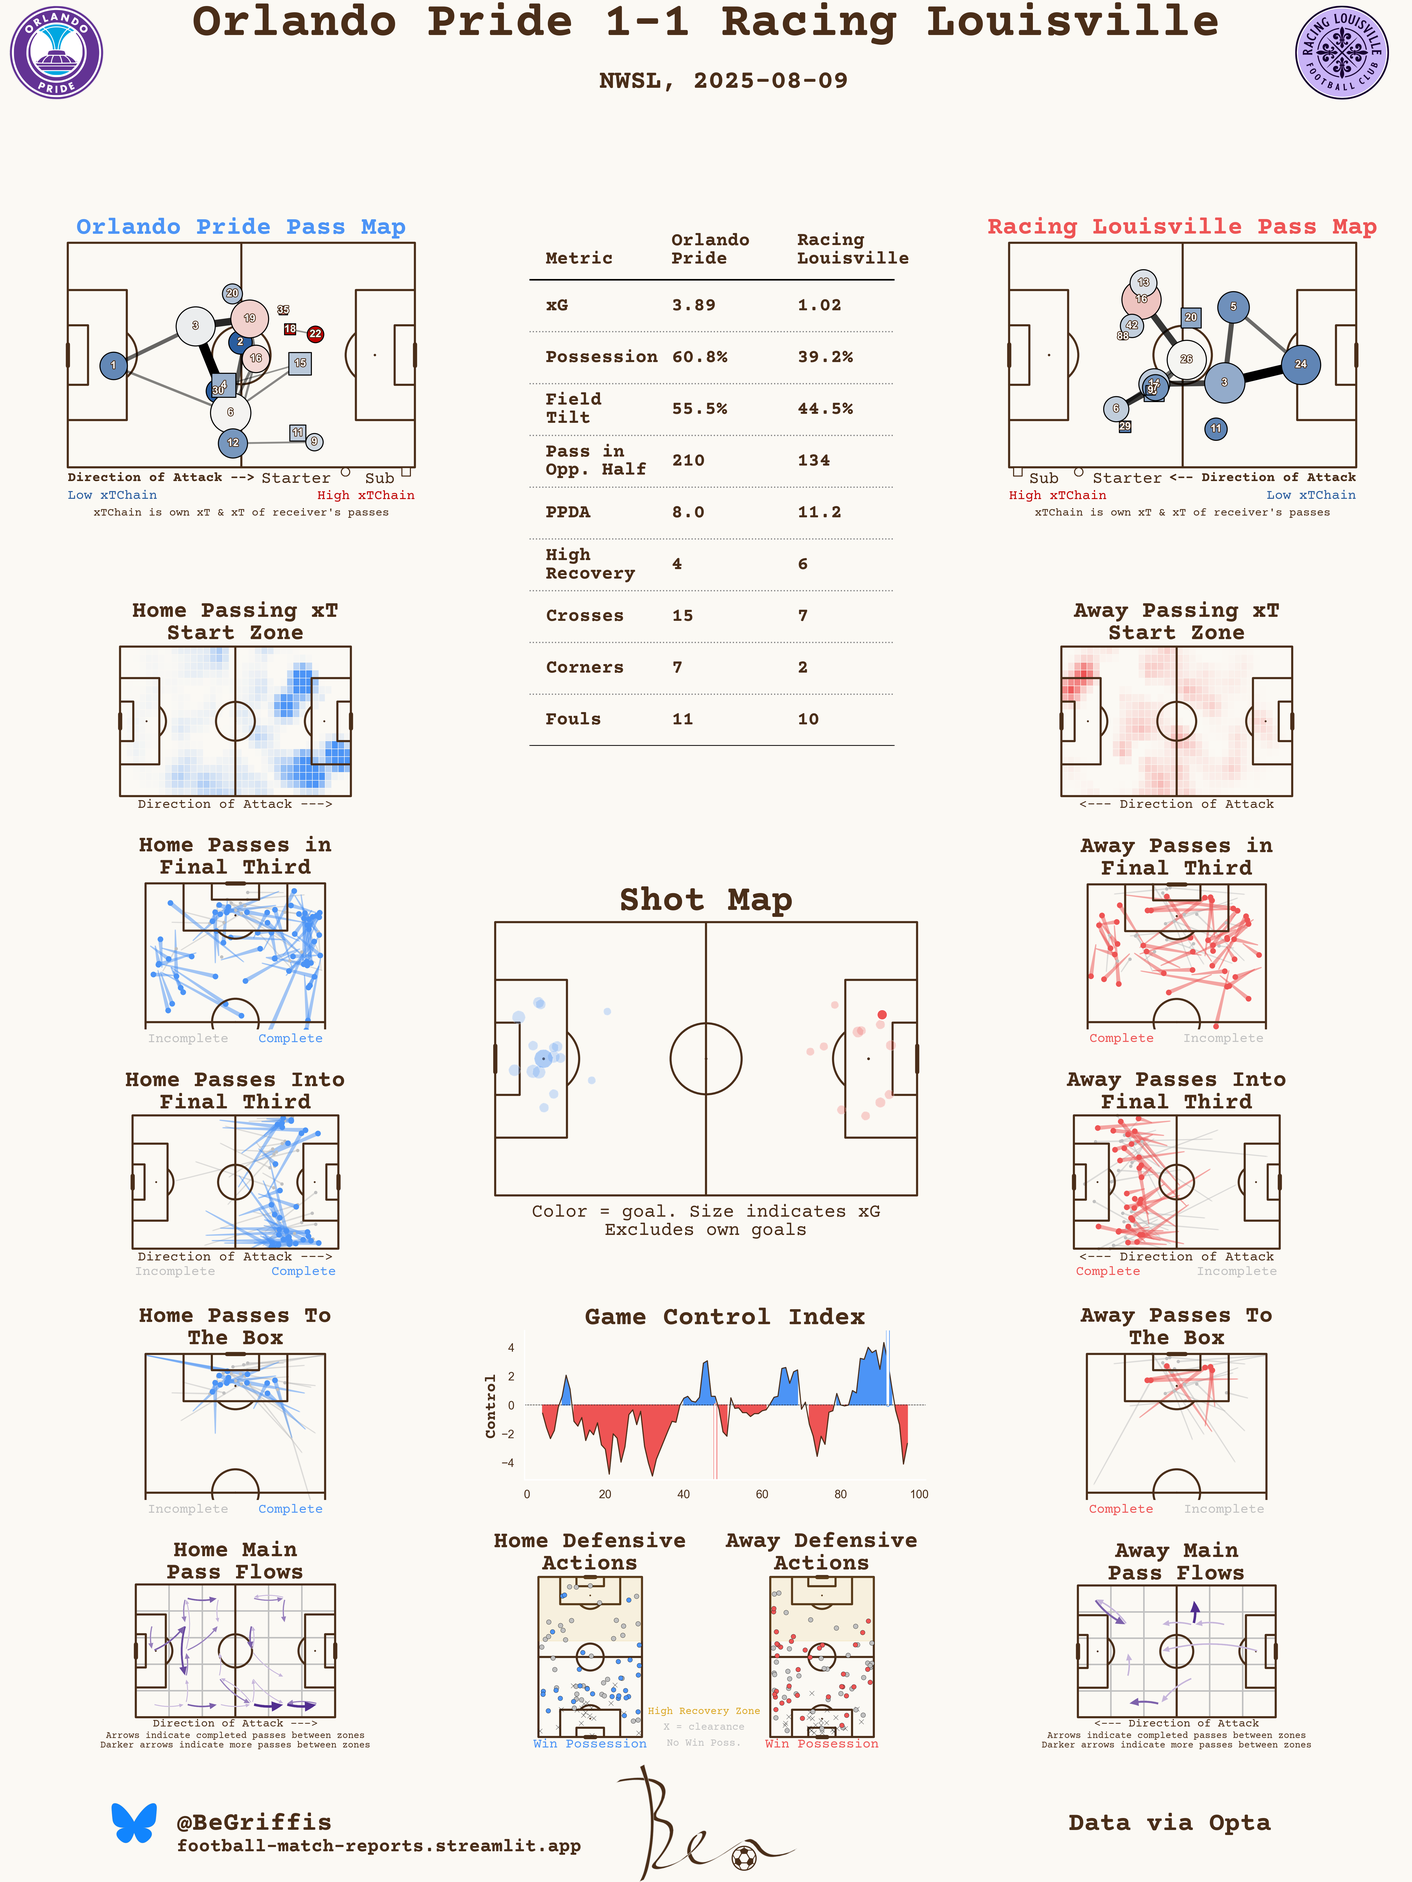 Orlando Pride 1-1 Racing Louisville
NWSL, 2025-08-09
ORLANDO
PRIDE
RACING LOUISVILLE
FOOTBALL CLUB
Orlando Pride Pass Map
20
35
19
3
18
22
2
16
1
15
4
30
6
11
12
9
Direction of Attack --> Starter Sub
Low xTChain High xTChain
xTChain is own xT & xT of receiver's passes
Metric Orlando Pride Racing Louisville
xG 3.89 1.02
Possession 60.8% 39.2%
Field Tilt 55.5% 44.5%
Pass in Opp. Half 210 134
PPDA 8.0 11.2
High Recovery 4 6
Crosses 15 7
Corners 7 2
Fouls 11 10
Racing Louisville Pass Map
13
16
5
20
42
88
26
24
3
6
29
11
Sub Starter <-- Direction of Attack
High xTChain Low xTChain
xTChain is own xT & xT of receiver's passes
Home Passing xT
Start Zone
Direction of Attack --->
Away Passing xT
Start Zone
<--- Direction of Attack
Home Passes in
Final Third
Incomplete Complete
Away Passes in
Final Third
Complete Incomplete
Shot Map
Color = goal. Size indicates xG
Excludes own goals
Home Passes Into
Final Third
Direction of Attack --->
Incomplete Complete
Away Passes Into
Final Third
<--- Direction of Attack
Complete Incomplete
Home Passes To
The Box
Incomplete Complete
Game Control Index
Control
4
2
0
−2
−4
0 20 40 60 80 100
Away Passes To
The Box
Complete Incomplete
Home Main
Pass Flows
Direction of Attack --->
Arrows indicate completed passes between zones
Darker arrows indicate more passes between zones
Home Defensive
Actions
Win Possession
High Recovery Zone
X = clearance
No Win Poss.
Away Defensive
Actions
Win Possession
Away Main
Pass Flows
<--- Direction of Attack
Arrows indicate completed passes between zones
Darker arrows indicate more passes between zones
@BeGriffis
football-match-reports.streamlit.app
Ben
Data via Opta